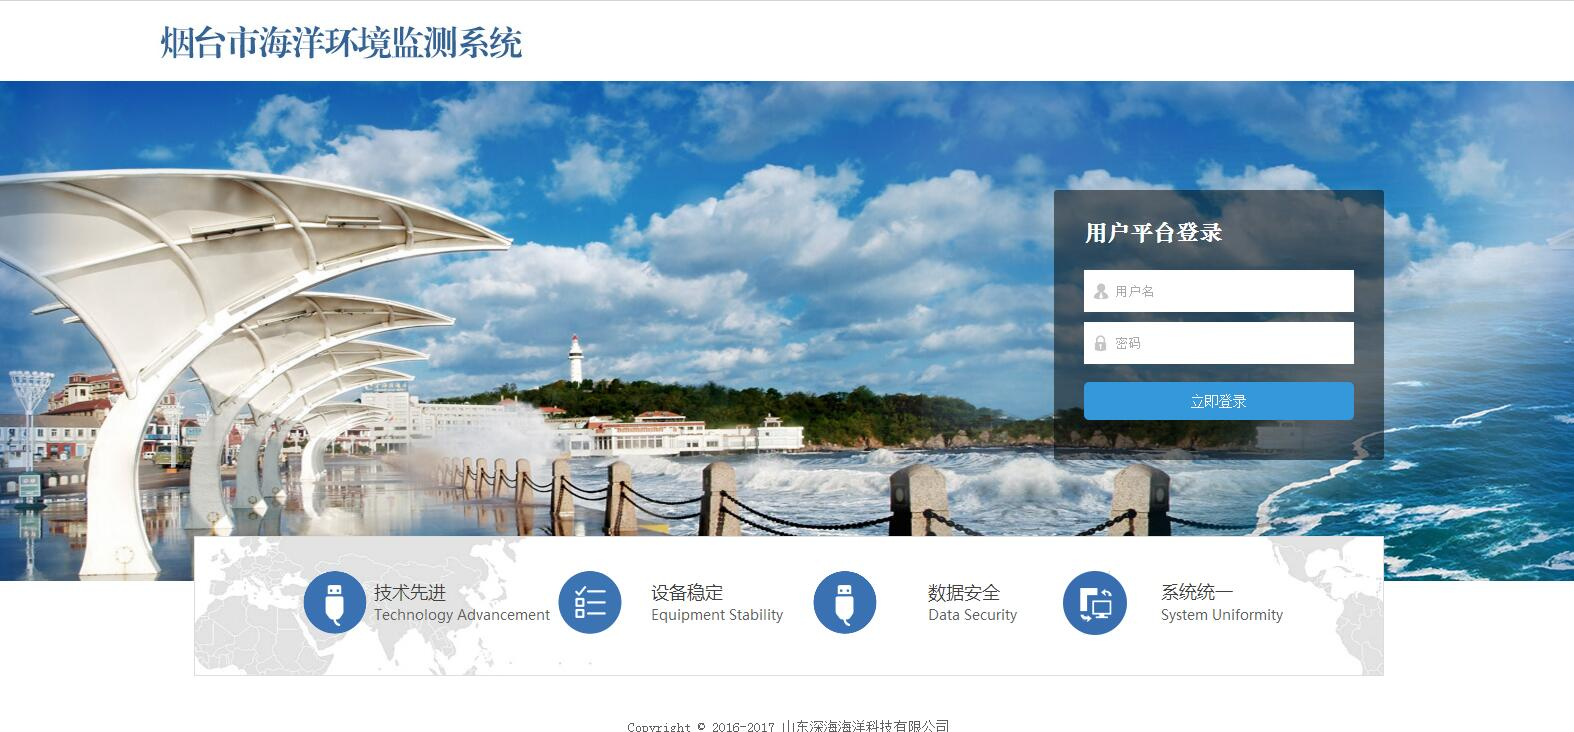 烟台市海洋环境监测系统
用户平台登录
用户名
密码
立即登录
技术先进
Technology Advancement
设备稳定
Equipment Stability
数据安全
Data Security
系统统一
System Uniformity
Copyright © 2016-2017 山东深海海洋科技有限公司